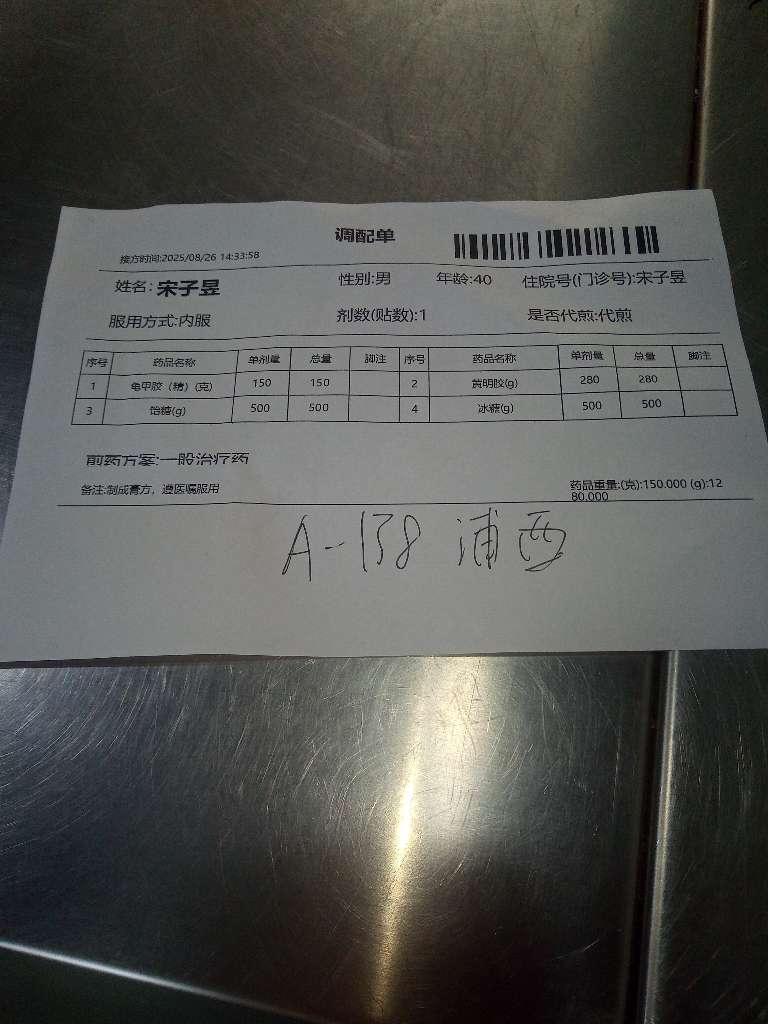 调配单
接方时间:2025/08/26 14:33:58
姓名: 宋子昱 性别:男 年龄:40 住院号(门诊号):宋子昱
服用方式:内服 剂数(贴数):1 是否代煎:代煎
序号 药品名称 单剂量 总量 脚注 序号 药品名称 单剂量 总量 脚注
1 龟甲胶（精）(克) 150 150 2 黄明胶(g) 280 280
3 饴糖(g) 500 500 4 冰糖(g) 500 500
煎药方案:一般治疗药
备注:制成膏方，遵医嘱服用 药品重量:(克):150.000 (g):12
80.000
A-138 浦西